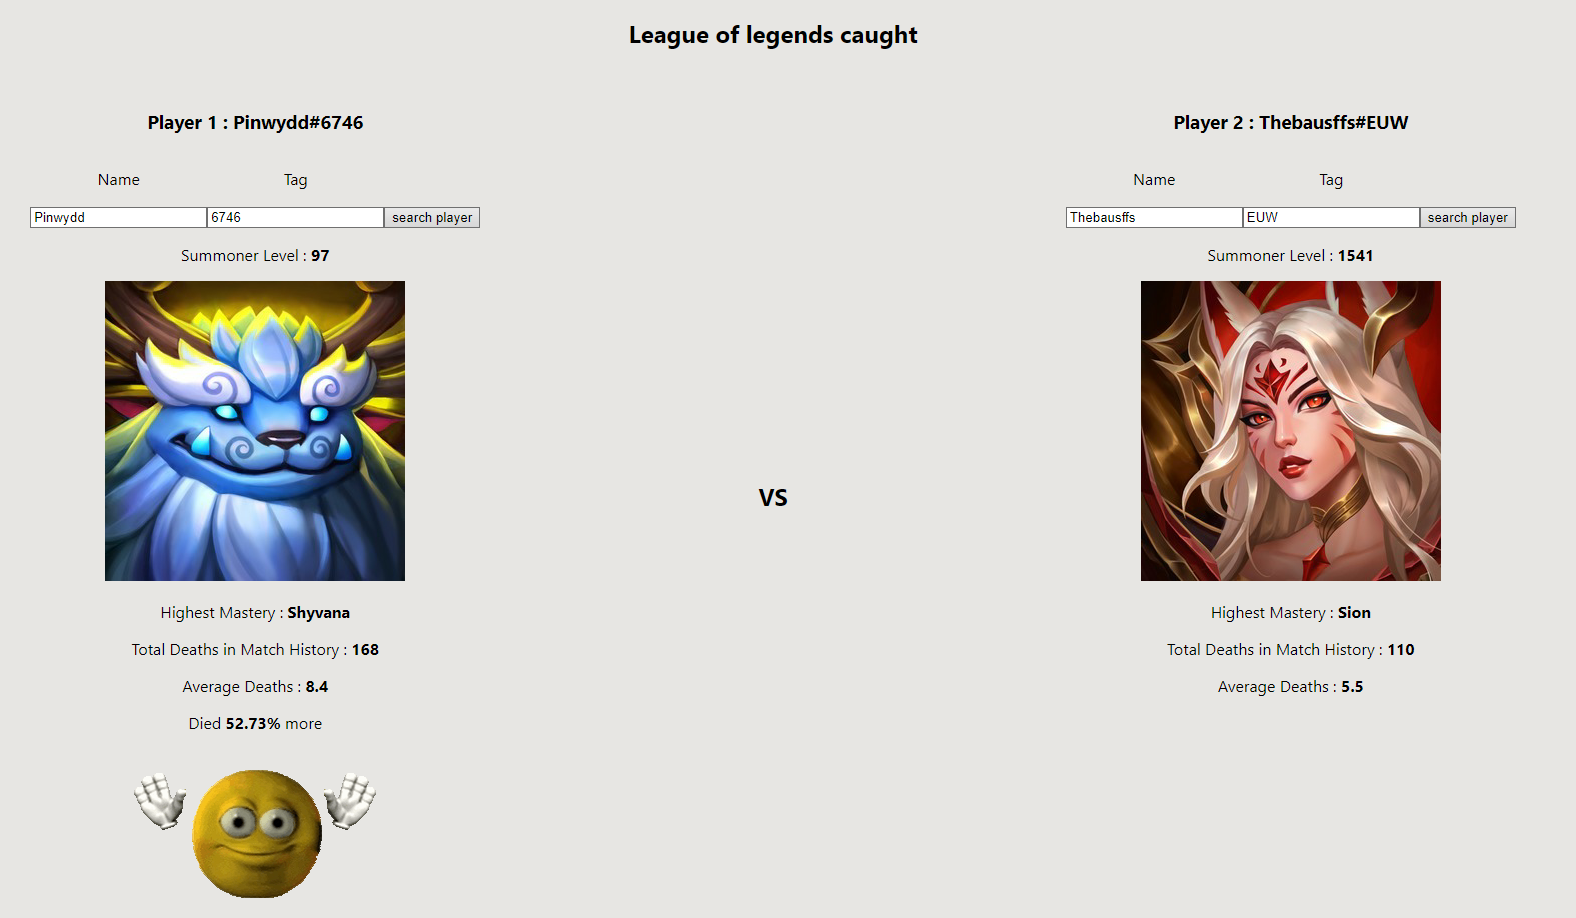 League of legends caught
Player 1 : Pinwydd#6746
Name Tag
Pinwydd 6746 search player
Summoner Level : 97
Highest Mastery : Shyvana
Total Deaths in Match History : 168
Average Deaths : 8.4
Died 52.73% more
VS
Player 2 : Thebausffs#EUW
Name Tag
Thebausffs EUW search player
Summoner Level : 1541
Highest Mastery : Sion
Total Deaths in Match History : 110
Average Deaths : 5.5